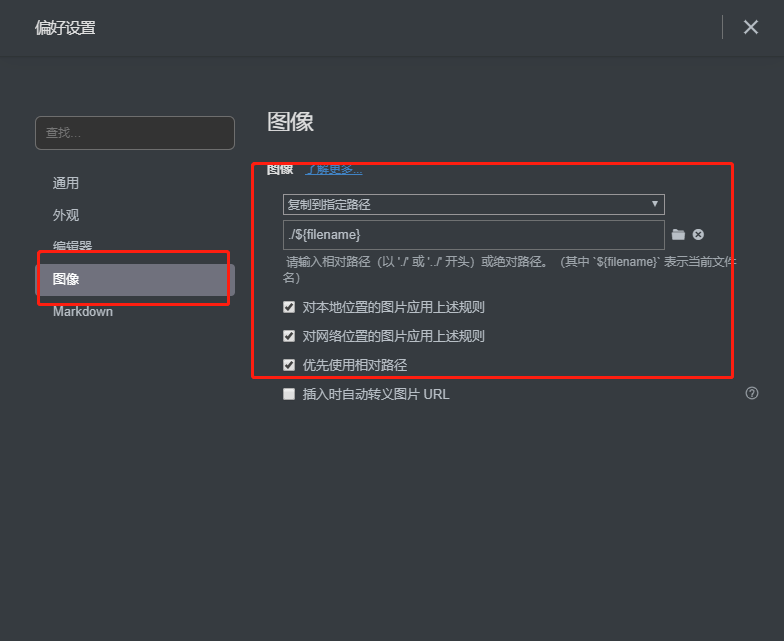 偏好设置
查找...
通用
外观
编辑器
图像
Markdown
图像
图像 了解更多...
复制到指定路径
./${filename}
请输入相对路径（以 './' 或 '../' 开头）或绝对路径。（其中 `${filename}` 表示当前文件
名）
对本地位置的图片应用上述规则
对网络位置的图片应用上述规则
优先使用相对路径
插入时自动转义图片 URL